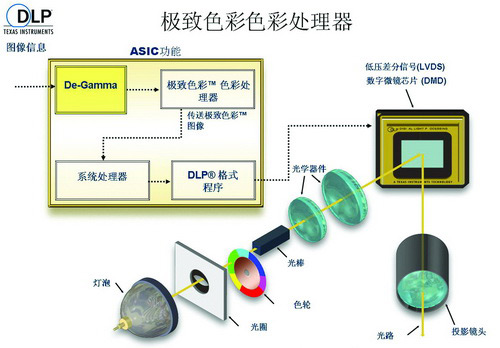 DLP
TEXAS INSTRUMENTS
极致色彩色彩处理器
图像信息
ASIC功能
De-Gamma
极致色彩™ 色彩处
理器
传送极致色彩™
图像
系统处理器
DLP® 格式
程序
低压差分信号(LVDS)
数字微镜芯片 (DMD)
光学器件
光棒
色轮
光圈
灯泡
投影镜头
光路